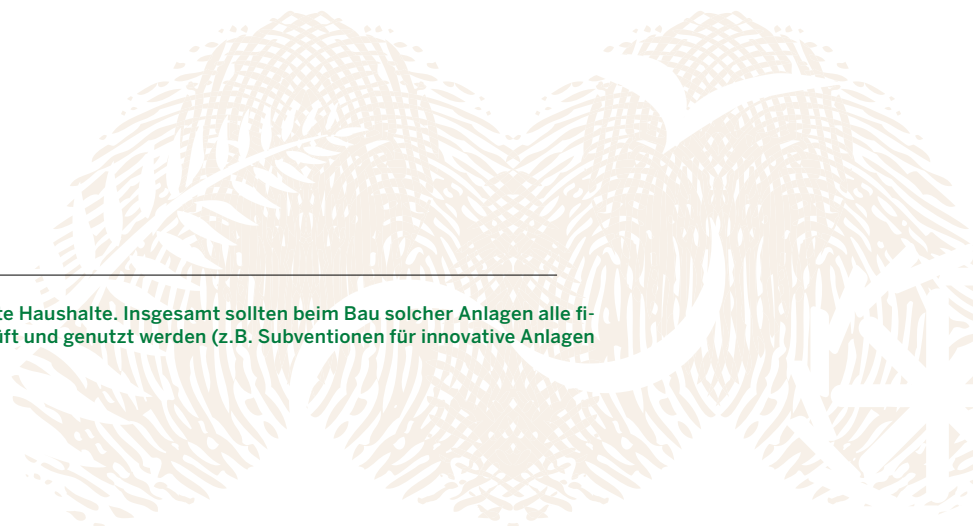 Haushalte. Insgesamt sollten beim Bau solcher Anlagen alle fi-
und genutzt werden (z.B. Subventionen für innovative Anlagen